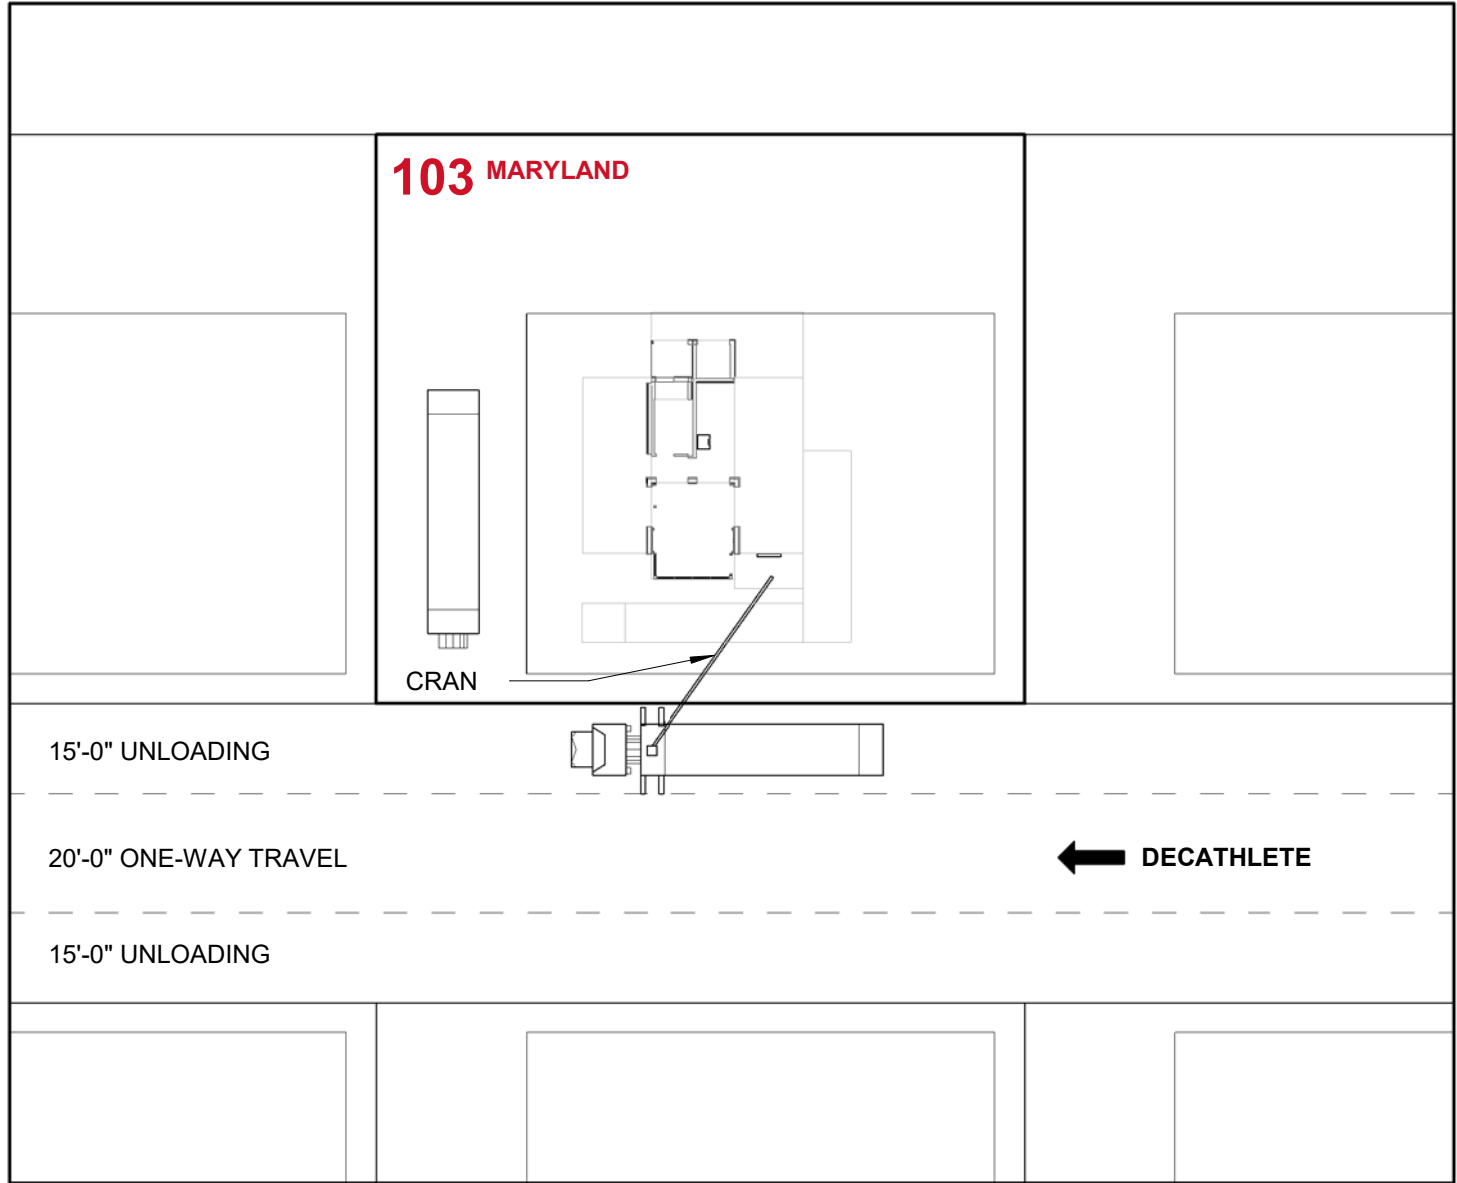 103 MARYLAND
CRAN
15'-0" UNLOADING
20'-0" ONE-WAY TRAVEL
DECATHLETE
15'-0" UNLOADING